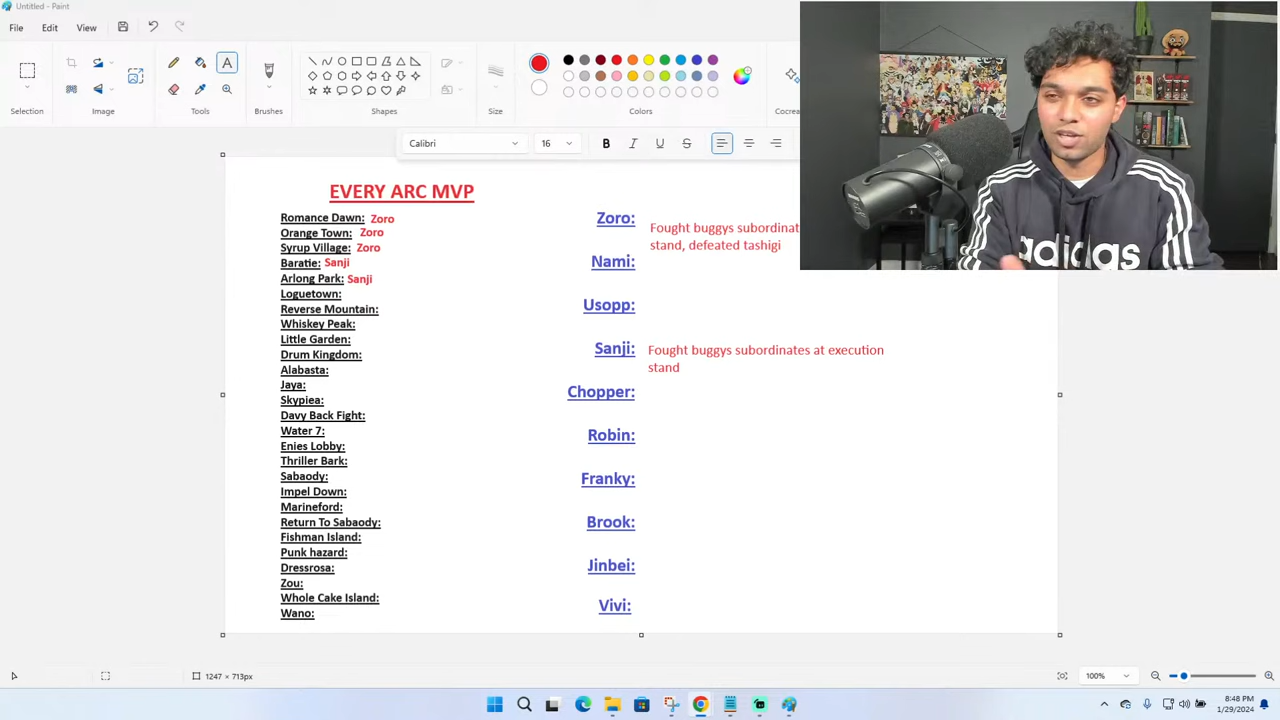 Untitled - Paint
File Edit View
Selection
Image
Tools
Brushes
Shapes
Size
Colors
Cocrea
Calibri
16
EVERY ARC MVP
Romance Dawn: Zoro
Orange Town: Zoro
Syrup Village: Zoro
Baratie: Sanji
Arlong Park: Sanji
Loguetown:
Reverse Mountain:
Whiskey Peak:
Little Garden:
Drum Kingdom:
Alabasta:
Jaya:
Skypiea:
Davy Back Fight:
Water 7:
Enies Lobby:
Thriller Bark:
Sabaody:
Impel Down:
Marineford:
Return To Sabaody:
Fishman Island:
Punk hazard:
Dressrosa:
Zou:
Whole Cake Island:
Wano:
Zoro:
Fought buggys subordinat
stand, defeated tashigi
Nami:
Usopp:
Sanji:
Fought buggys subordinates at execution
stand
Chopper:
Robin:
Franky:
Brook:
Jinbei:
Vivi:
adidas
1247 × 713px
100%
8:48 PM
1/29/2024